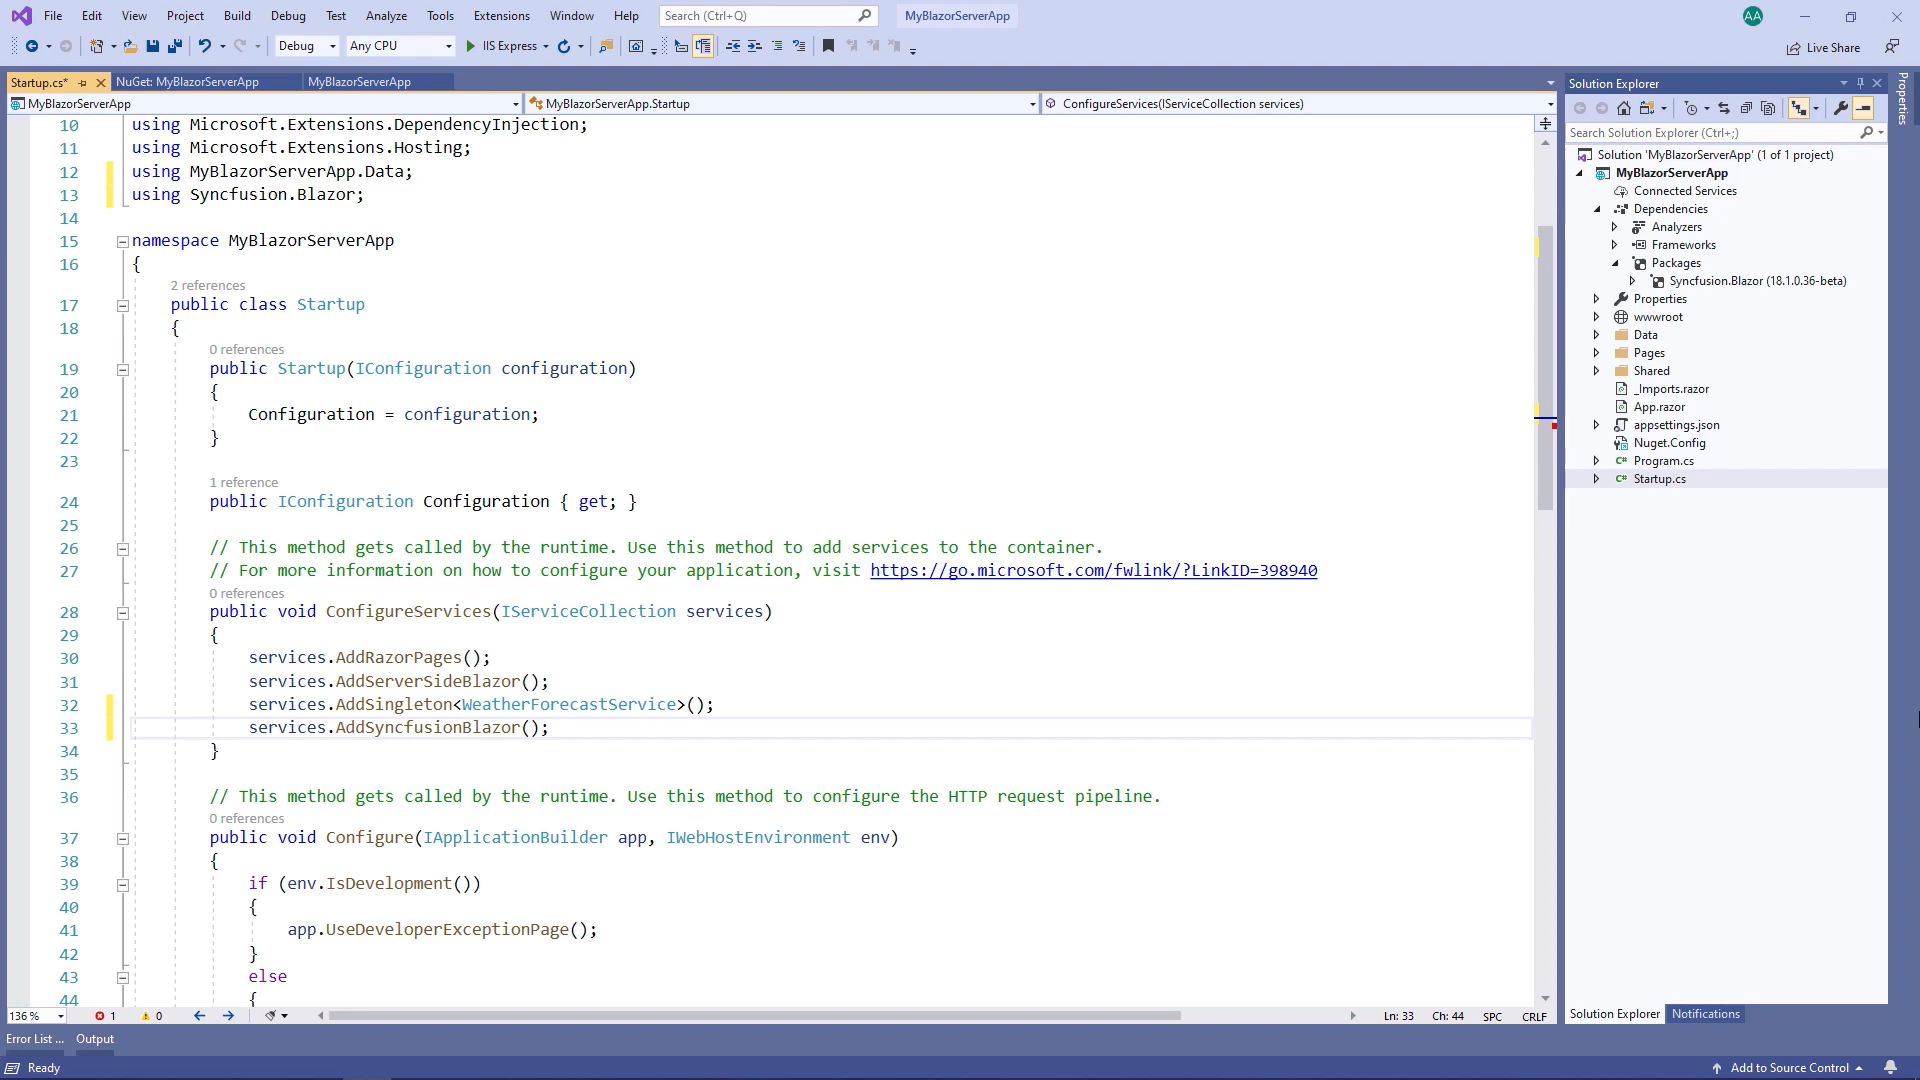 File Edit View Project Build Debug Test Analyze Tools Extensions Window Help Search (Ctrl+Q) MyBlazorServerApp AA
Debug Any CPU IIS Express Live Share
Startup.cs* NuGet: MyBlazorServerApp MyBlazorServerApp
MyBlazorServerApp MyBlazorServerApp.Startup ConfigureServices(IServiceCollection services)
10 using Microsoft.Extensions.DependencyInjection;
11 using Microsoft.Extensions.Hosting;
12 using MyBlazorServerApp.Data;
13 using Syncfusion.Blazor;
14
15 namespace MyBlazorServerApp
16 {
2 references
17 public class Startup
18 {
0 references
19 public Startup(IConfiguration configuration)
20 {
21 Configuration = configuration;
22 }
23
1 reference
24 public IConfiguration Configuration { get; }
25
26 // This method gets called by the runtime. Use this method to add services to the container.
27 // For more information on how to configure your application, visit https://go.microsoft.com/fwlink/?LinkID=398940
0 references
28 public void ConfigureServices(IServiceCollection services)
29 {
30 services.AddRazorPages();
31 services.AddServerSideBlazor();
32 services.AddSingleton<WeatherForecastService>();
33 services.AddSyncfusionBlazor();
34 }
35
36 // This method gets called by the runtime. Use this method to configure the HTTP request pipeline.
0 references
37 public void Configure(IApplicationBuilder app, IWebHostEnvironment env)
38 {
39 if (env.IsDevelopment())
40 {
41 app.UseDeveloperExceptionPage();
42 }
43 else
44 {
136 % 1 0 Ln: 33 Ch: 44 SPC CRLF
Error List ... Output
Ready Add to Source Control
Solution Explorer
Search Solution Explorer (Ctrl+;)
Solution 'MyBlazorServerApp' (1 of 1 project)
MyBlazorServerApp
Connected Services
Dependencies
Analyzers
Frameworks
Packages
Syncfusion.Blazor (18.1.0.36-beta)
Properties
wwwroot
Data
Pages
Shared
_Imports.razor
App.razor
appsettings.json
Nuget.Config
C# Program.cs
C# Startup.cs
Solution Explorer Notifications
Properties